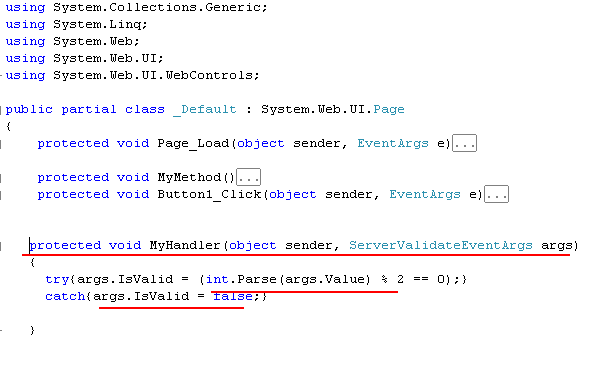 using System.Collections.Generic;
using System.Linq;
using System.Web;
using System.Web.UI;
using System.Web.UI.WebControls;
public partial class _Default : System.Web.UI.Page
{
protected void Page_Load(object sender, EventArgs e)...
protected void MyMethod()...
protected void Button1_Click(object sender, EventArgs e)...
protected void MyHandler(object sender, ServerValidateEventArgs args)
{
try{args.IsValid = (int.Parse(args.Value) % 2 == 0);}
catch{args.IsValid = false;}
}